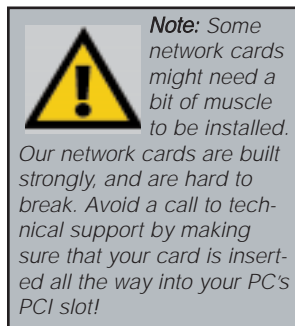 Note: Some
network cards
might need a
bit of muscle
to be installed.
Our network cards are built
strongly, and are hard to
break. Avoid a call to tech-
nical support by making
sure that your card is insert-
ed all the way into your PC's
PCI slot!